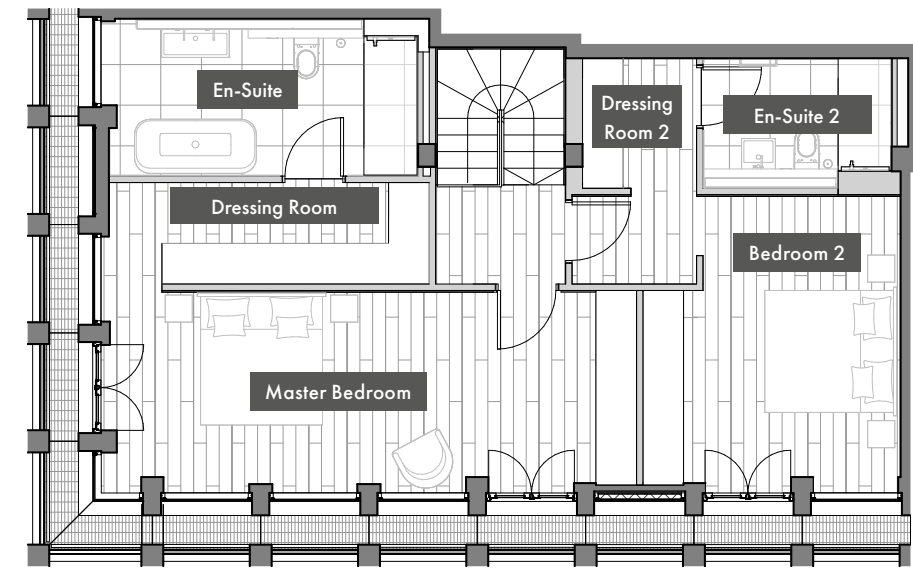 En-Suite
Dressing
Room 2
En-Suite 2
Dressing Room
Bedroom 2
Master Bedroom